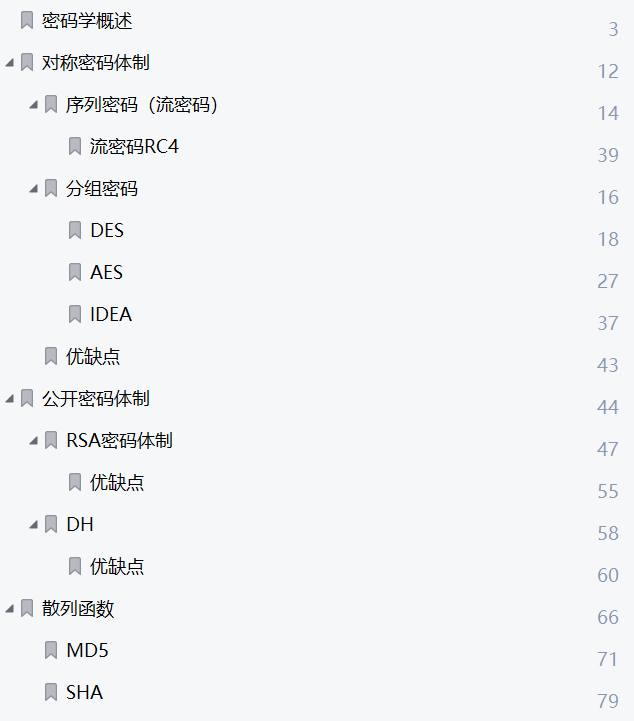 密码学概述 3
对称密码体制 12
序列密码（流密码） 14
流密码RC4 39
分组密码 16
DES 18
AES 27
IDEA 37
优缺点 43
公开密码体制 44
RSA密码体制 47
优缺点 55
DH 58
优缺点 60
散列函数 66
MD5 71
SHA 79